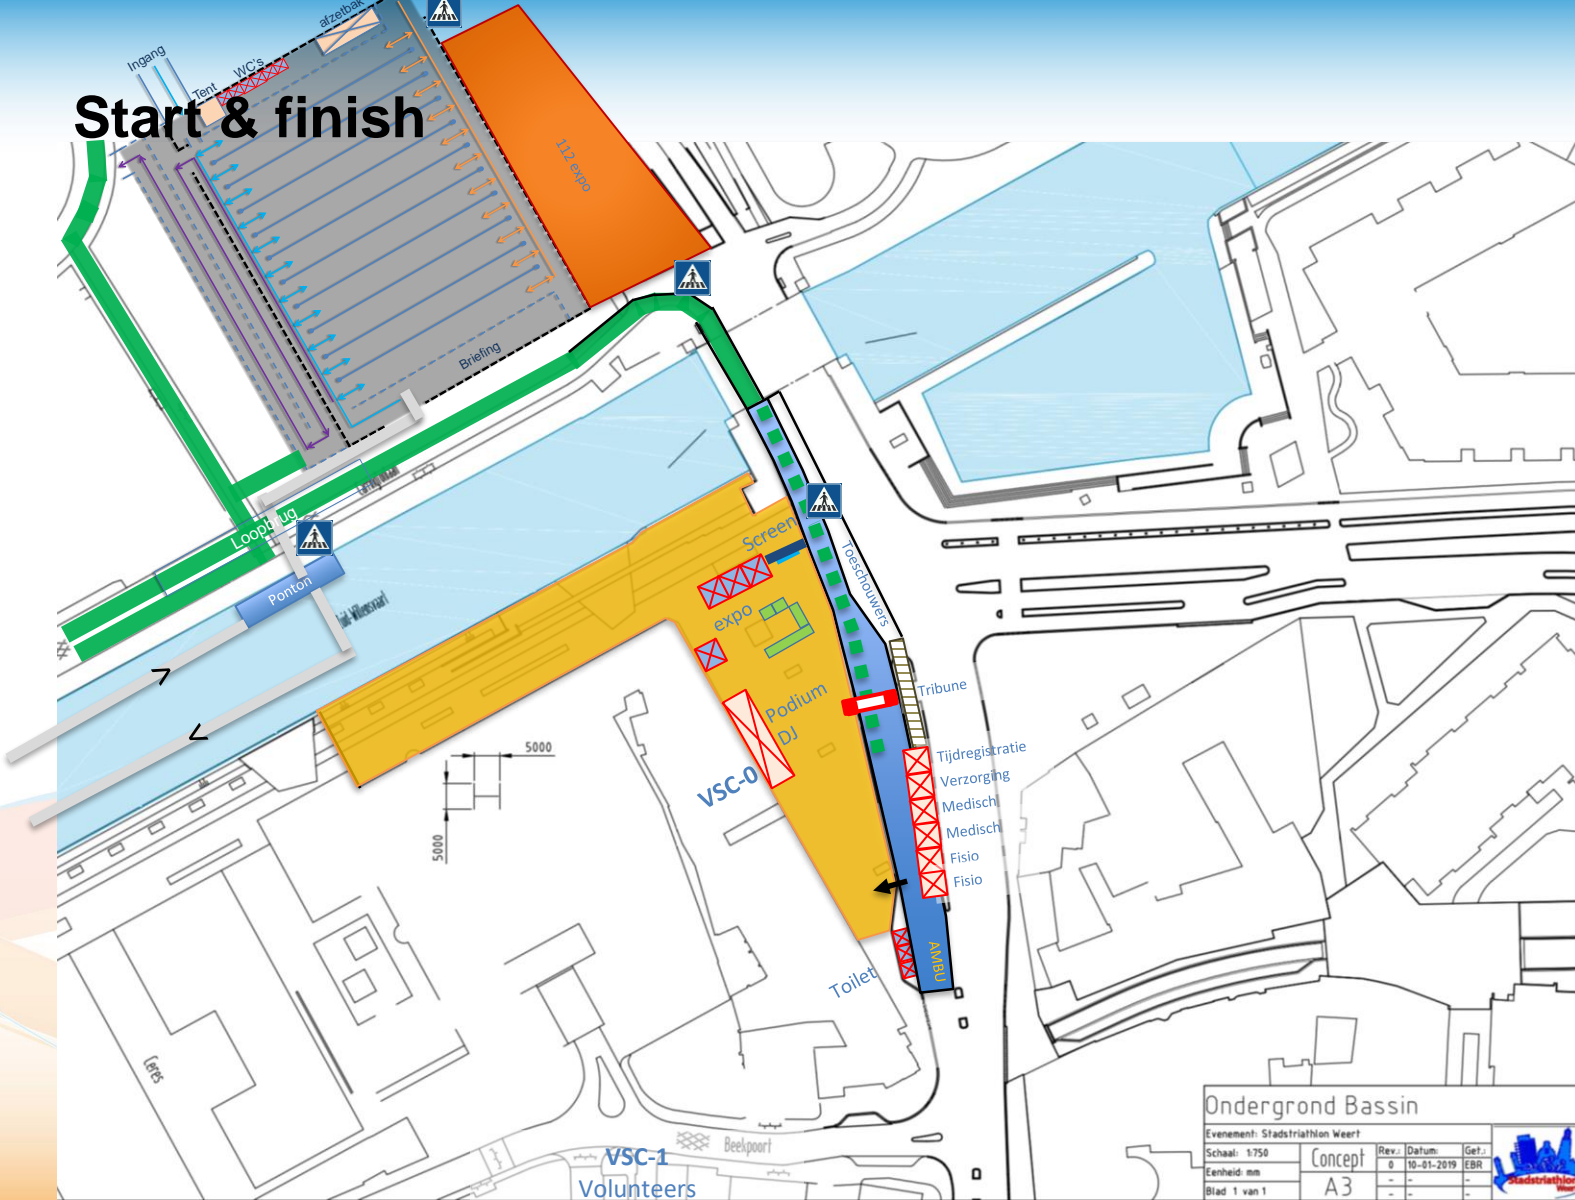 afzetbak
Ingang
WC's
Tent
Start & finish
112 expo
Briefing
Loopbrug
Ponton
Screen
Toeschouwers
expo
Tribune
Podium
DJ
5000
Tijdregistratie
VSC-0
Verzorging
Medisch
Medisch
5000
Fisio
Fisio
AMBU
Toilet
Ceres
Ondergrond Bassin
Beekpoort
Evenement: Stadstriathlon Weert
VSC-1
Volunteers
Schaal: 1:750
Concept
Rev.: Datum: Get.:
0 10-01-2019 EBR
Eenheid: mm
Blad 1 van 1
A3
- - -
- - -
Stadstriathlon
Weert